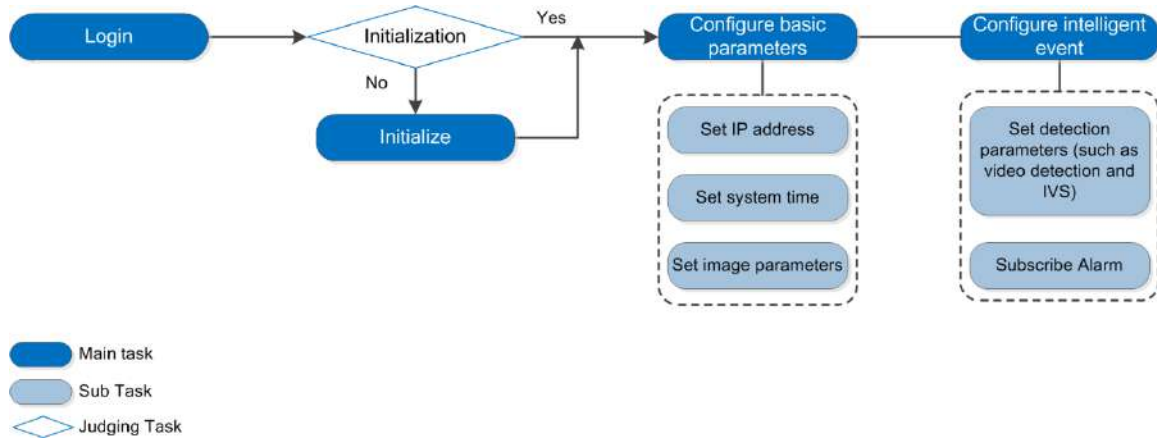 Login
Initialization
Yes
No
Initialize
Configure basic
parameters
Set IP address
Set system time
Set image parameters
Configure intelligent
event
Set detection
parameters (such as
video detection and
IVS)
Subscribe Alarm
Main task
Sub Task
Judging Task